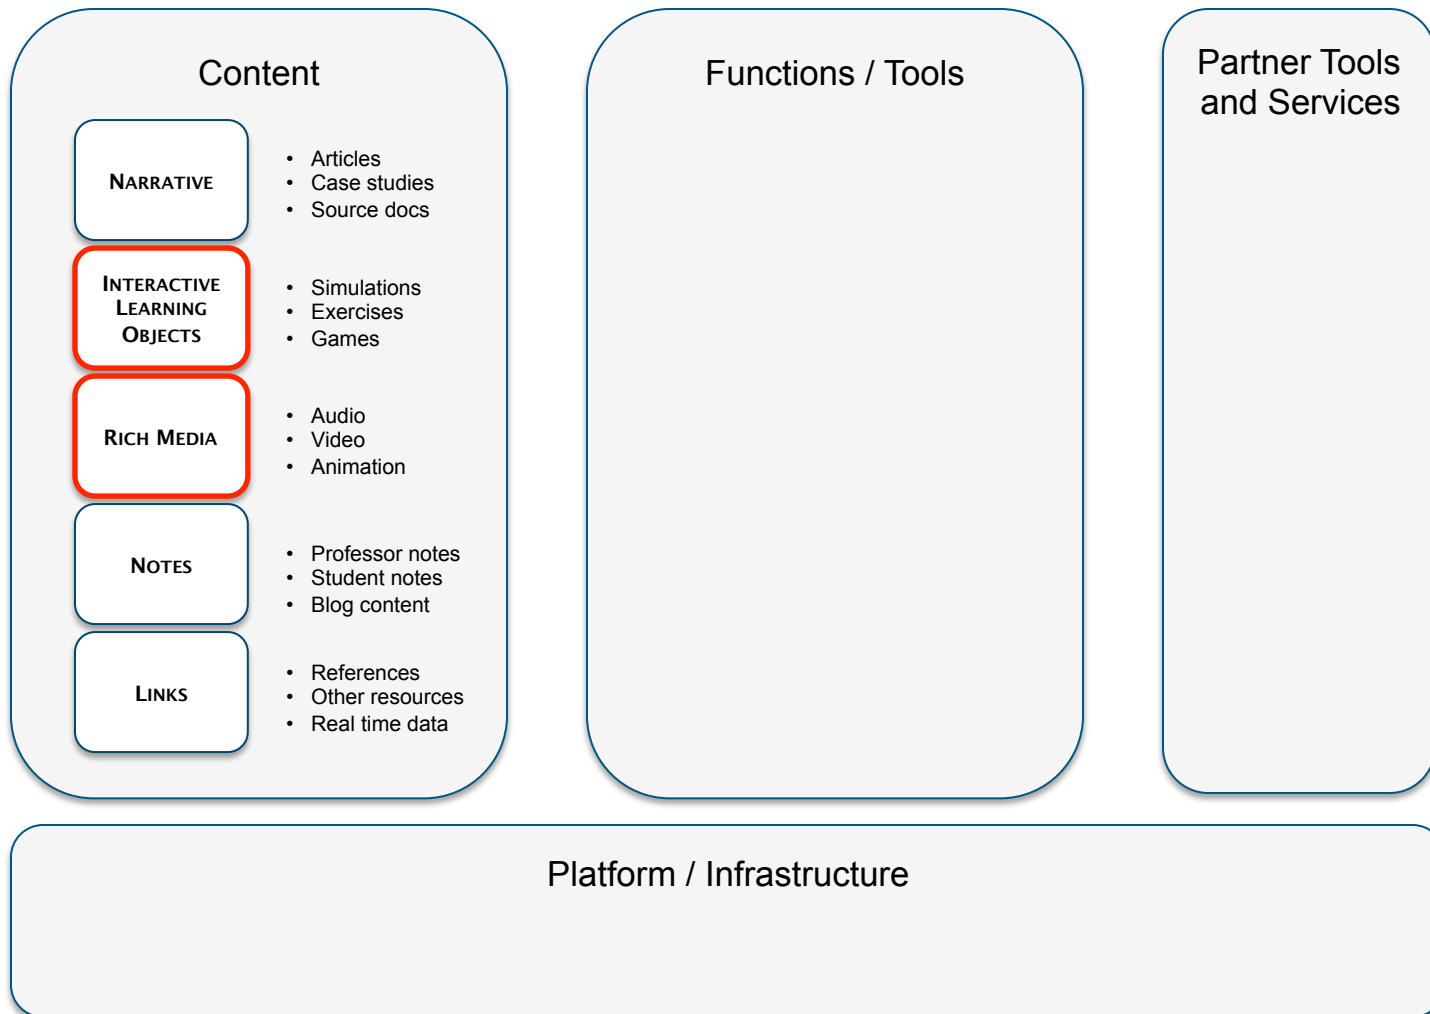 Content
NARRATIVE
• Articles
• Case studies
• Source docs
INTERACTIVE
LEARNING
OBJECTS
• Simulations
• Exercises
• Games
RICH MEDIA
• Audio
• Video
• Animation
NOTES
• Professor notes
• Student notes
• Blog content
LINKS
• References
• Other resources
• Real time data
Functions / Tools
Partner Tools
and Services
Platform / Infrastructure